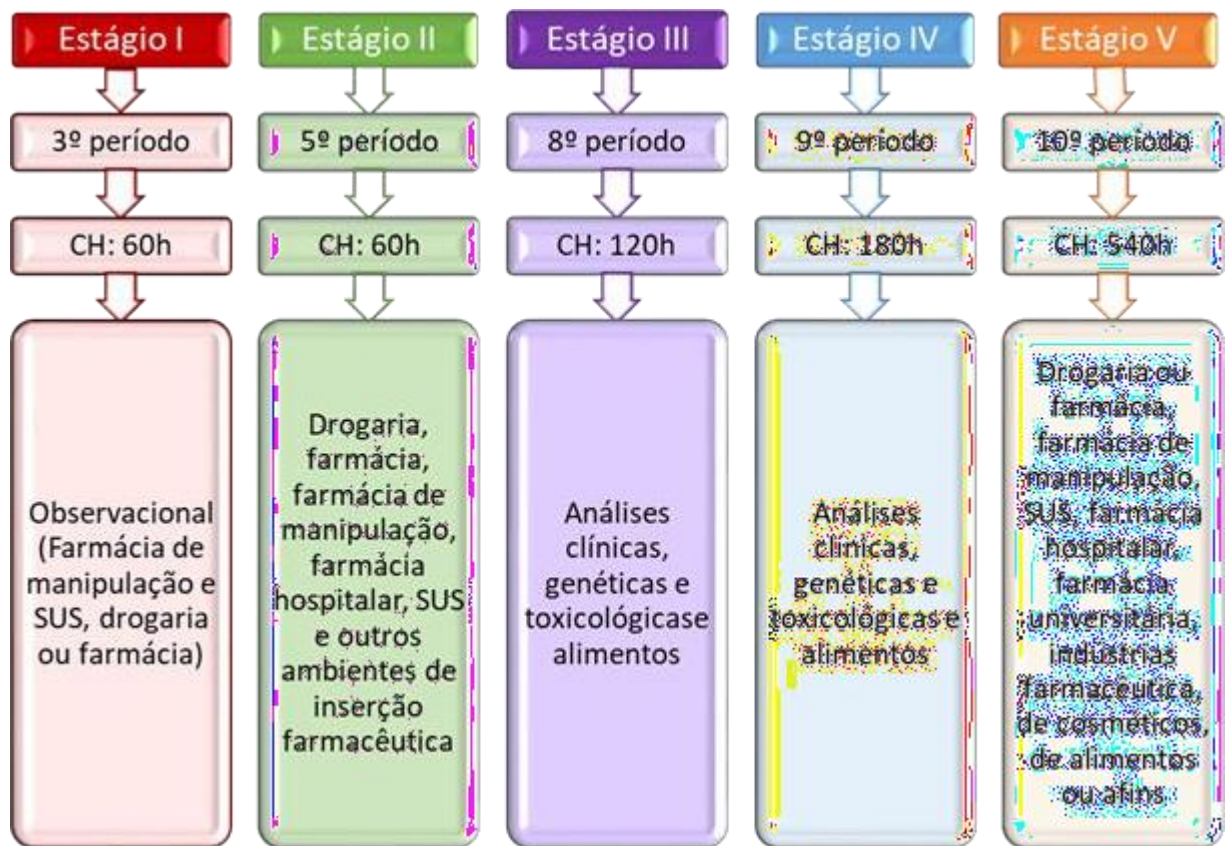 Estágio I
3º período
CH: 60h
Observacional
(Farmácia de
manipulação e
SUS, drogaria
ou farmácia)
Estágio II
5º período
CH: 60h
Drogaria,
farmácia,
farmácia de
manipulação,
farmácia
hospitalar, SUS
e outros
ambientes de
inserção
farmacêutica
Estágio III
8º período
CH: 120h
Análises
clínicas,
genéticas e
toxicológicase
alimentos
Estágio IV
9º período
CH: 180h
Análises
clínicas,
genéticas e
toxicológicas e
alimentos
Estágio V
10º período
CH: 540h
Drogaria ou
farmácia,
farmácia de
manipulação,
SUS, farmácia
hospitalar,
farmácia
universitária,
indústrias
farmacêutica,
de cosméticos,
de alimentos
ou afins